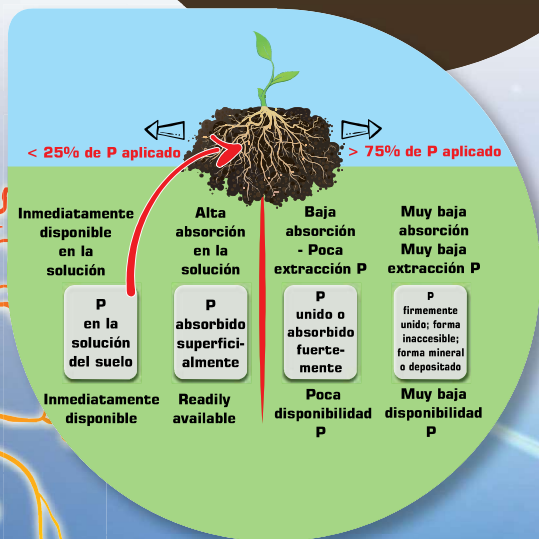 < 25% de P aplicado
> 75% de P aplicado
Inmediatamente
disponible
en la
solución
Alta
absorción
en la
solución
Baja
absorción
- Poca
extracción P
Muy baja
absorción
Muy baja
extracción P
P
en la
solución
del suelo
P
absorbido
superfici-
almente
P
unido o
absorbido
fuerte-
mente
P
firmemente
unido; forma
inaccesible;
forma mineral
o depositado
Inmediatamente
disponible
Readily
available
Poca
disponibilidad
P
Muy baja
disponibilidad
P